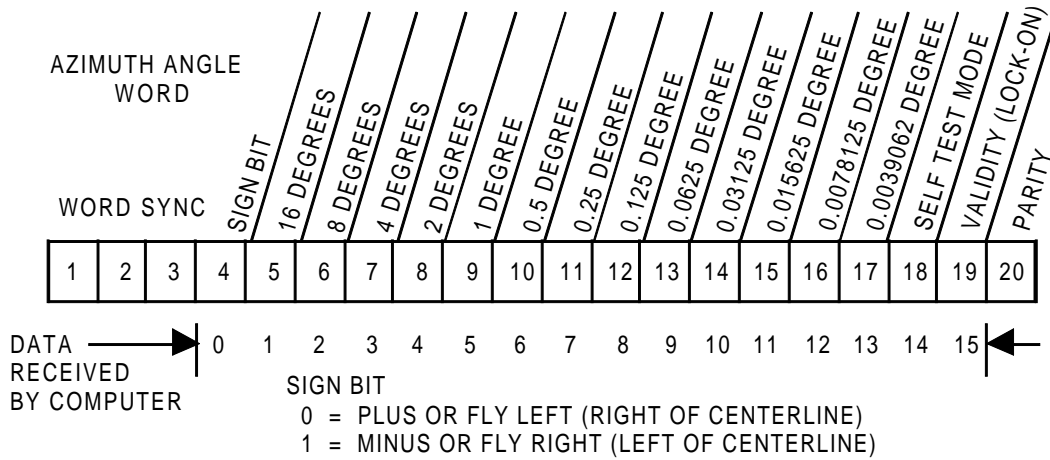 AZIMUTH ANGLE
WORD
WORD SYNC
SIGN BIT
16 DEGREES
8 DEGREES
4 DEGREES
2 DEGREES
1 DEGREE
0.5 DEGREE
0.25 DEGREE
0.125 DEGREE
0.0625 DEGREE
0.03125 DEGREE
0.015625 DEGREE
0.0078125 DEGREE
0.0039062 DEGREE
SELF TEST MODE
VALIDITY (LOCK-ON)
PARITY
1 2 3 4 5 6 7 8 9 10 11 12 13 14 15 16 17 18 19 20
DATA
RECEIVED
BY COMPUTER
0 1 2 3 4 5 6 7 8 9 10 11 12 13 14 15
SIGN BIT
0 = PLUS OR FLY LEFT (RIGHT OF CENTERLINE)
1 = MINUS OR FLY RIGHT (LEFT OF CENTERLINE)